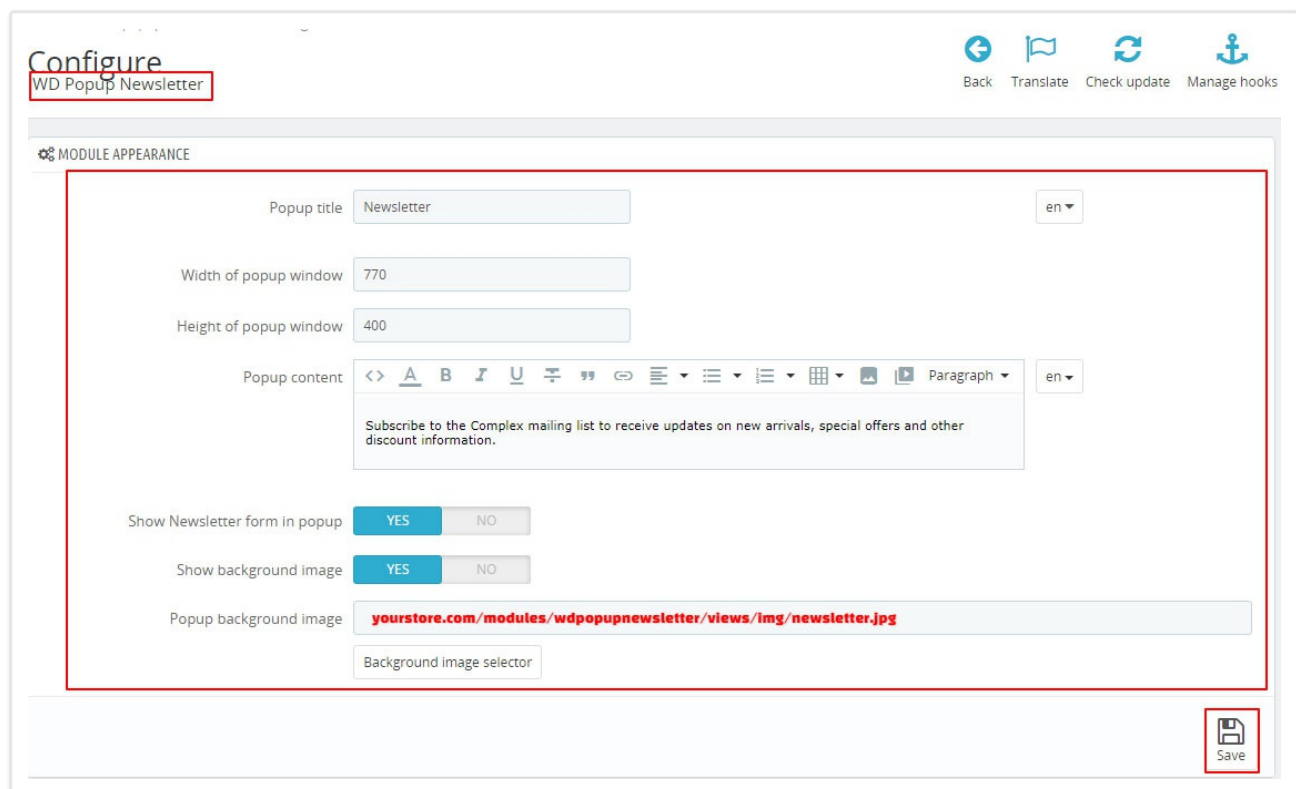 Configure
WD Popup Newsletter
Back Translate Check update Manage hooks
MODULE APPEARANCE
Popup title Newsletter en
Width of popup window 770
Height of popup window 400
Popup content A B I U Paragraph en
Subscribe to the Complex mailing list to receive updates on new arrivals, special offers and other
discount information.
Show Newsletter form in popup YES NO
Show background image YES NO
Popup background image yourstore.com/modules/wdpopupnewsletter/views/img/newsletter.jpg
Background image selector
Save